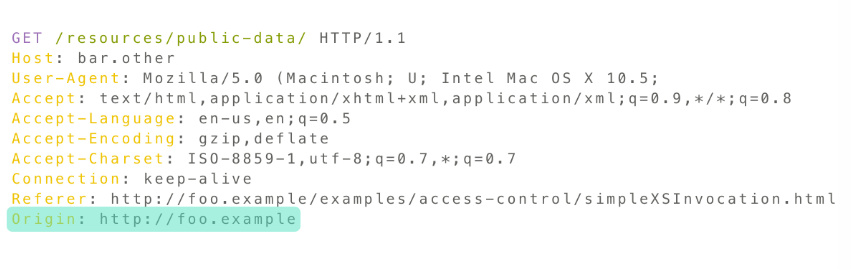 GET /resources/public-data/ HTTP/1.1
Host: bar.other
User-Agent: Mozilla/5.0 (Macintosh; U; Intel Mac OS X 10.5;
Accept: text/html,application/xhtml+xml,application/xml;q=0.9,*/*;q=0.8
Accept-Language: en-us,en;q=0.5
Accept-Encoding: gzip,deflate
Accept-Charset: ISO-8859-1,utf-8;q=0.7,*;q=0.7
Connection: keep-alive
Referer: http://foo.example/examples/access-control/simpleXSInvocation.html
Origin: http://foo.example